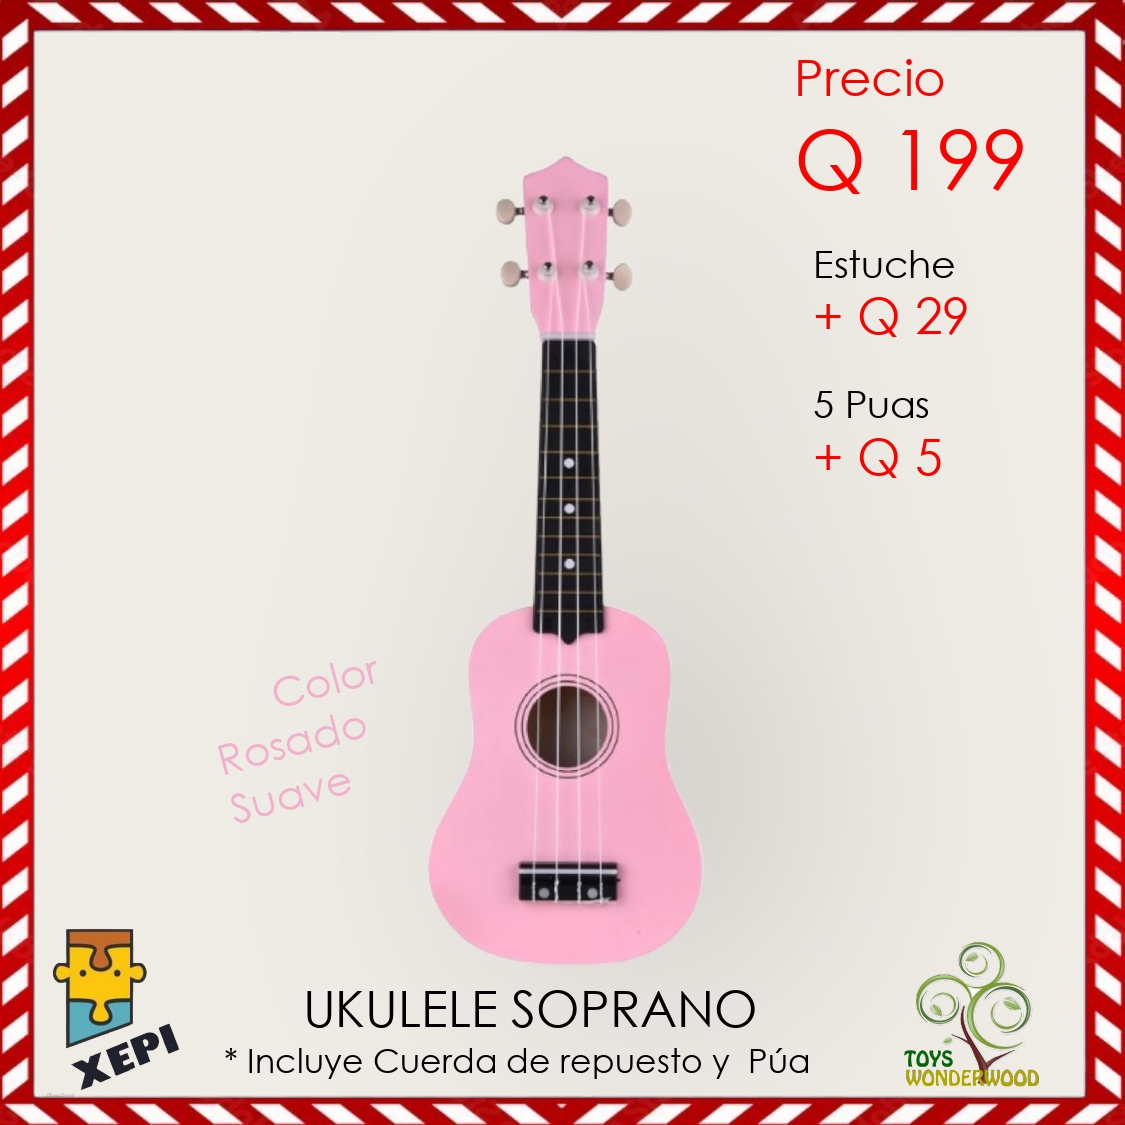 Precio
Q 199
Estuche
+ Q 29
5 Puas
+ Q 5
Color
Rosado
Suave
XEPI
UKULELE SOPRANO
* Incluye Cuerda de repuesto y Púa
TOYS
WONDERWOOD